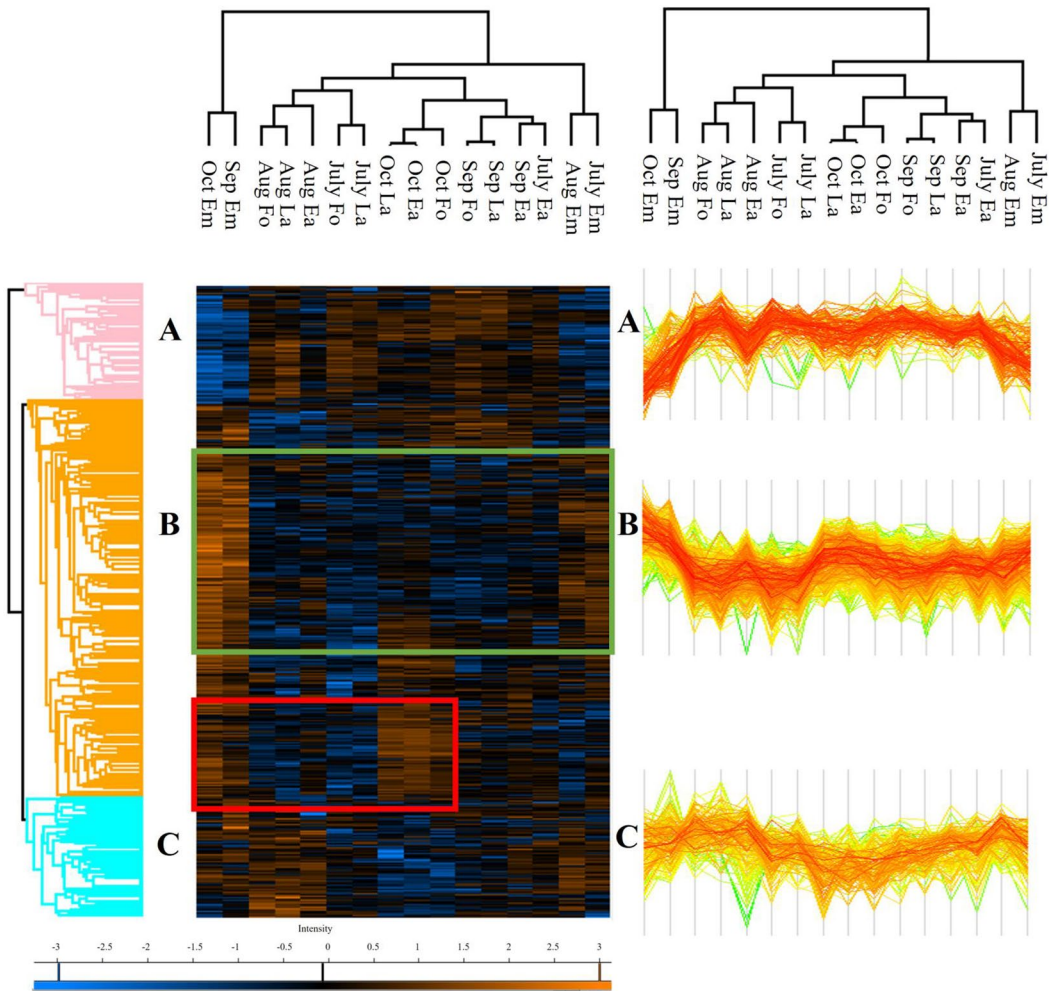 Oct Em
Sep Em
Aug Fo
Aug La
Aug Ea
July Fo
July La
Oct La
Oct Ea
Oct Fo
Sep Fo
Sep La
Sep Ea
July Ea
Aug Em
July Em
Oct Em
Sep Em
Aug Fo
Aug La
Aug Ea
July Fo
July La
Oct La
Oct Ea
Oct Fo
Sep Fo
Sep La
Sep Ea
July Ea
Aug Em
July Em
A
A
B
B
C
C
Intensity
-3 -2.5 -2 -1.5 -1 -0.5 0 0.5 1 1.5 2 2.5 3